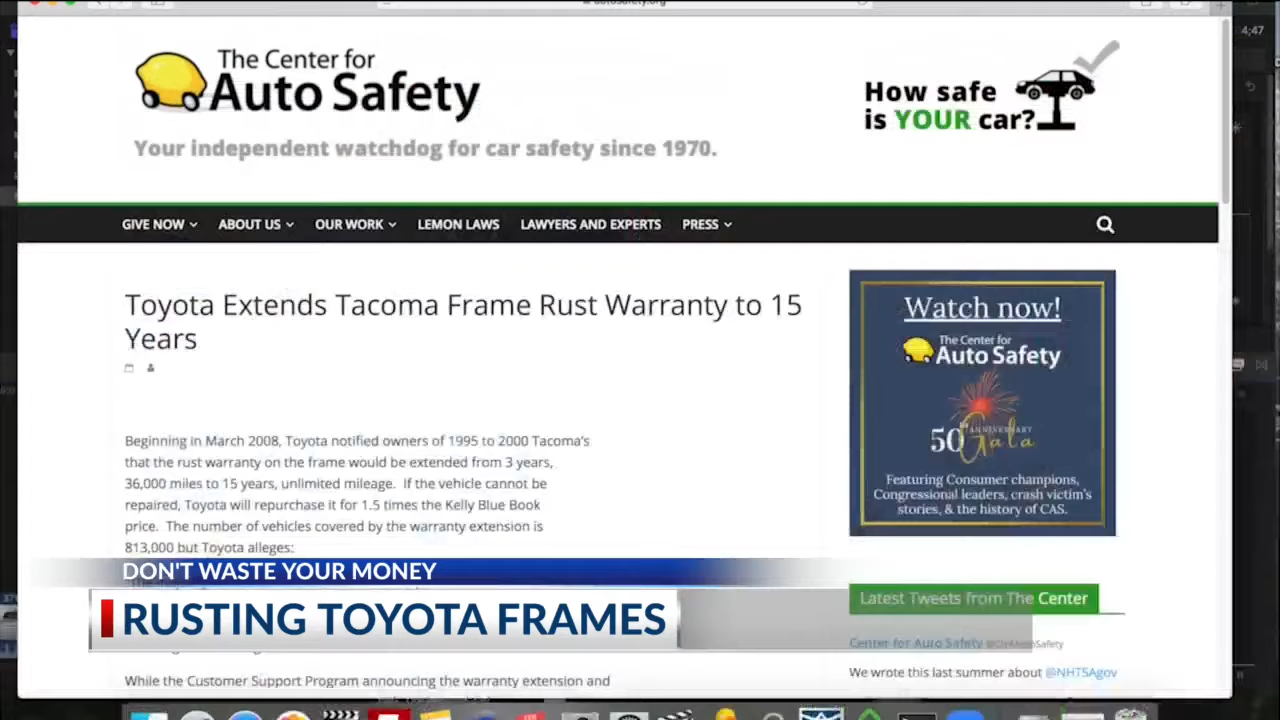 autosafety.org
4:47
The Center for
Auto Safety
Your independent watchdog for car safety since 1970.
How safe
is YOUR car?
GIVE NOW
ABOUT US
OUR WORK
LEMON LAWS
LAWYERS AND EXPERTS
PRESS
Toyota Extends Tacoma Frame Rust Warranty to 15
Years
Beginning in March 2008, Toyota notified owners of 1995 to 2000 Tacoma's
that the rust warranty on the frame would be extended from 3 years,
36,000 miles to 15 years, unlimited mileage.  If the vehicle cannot be
repaired, Toyota will repurchase it for 1.5 times the Kelly Blue Book
price.  The number of vehicles covered by the warranty extension is
813,000 but Toyota alleges:
While the Customer Support Program announcing the warranty extension and
Watch now!
The Center for
Auto Safety
50th ANNIVERSARY
Gala
Featuring Consumer champions,
Congressional leaders, crash victim's
stories, & the history of CAS.
Latest Tweets from The Center
Center for Auto Safety
We wrote this last summer about @NHTSAgov
DON'T WASTE YOUR MONEY
RUSTING TOYOTA FRAMES